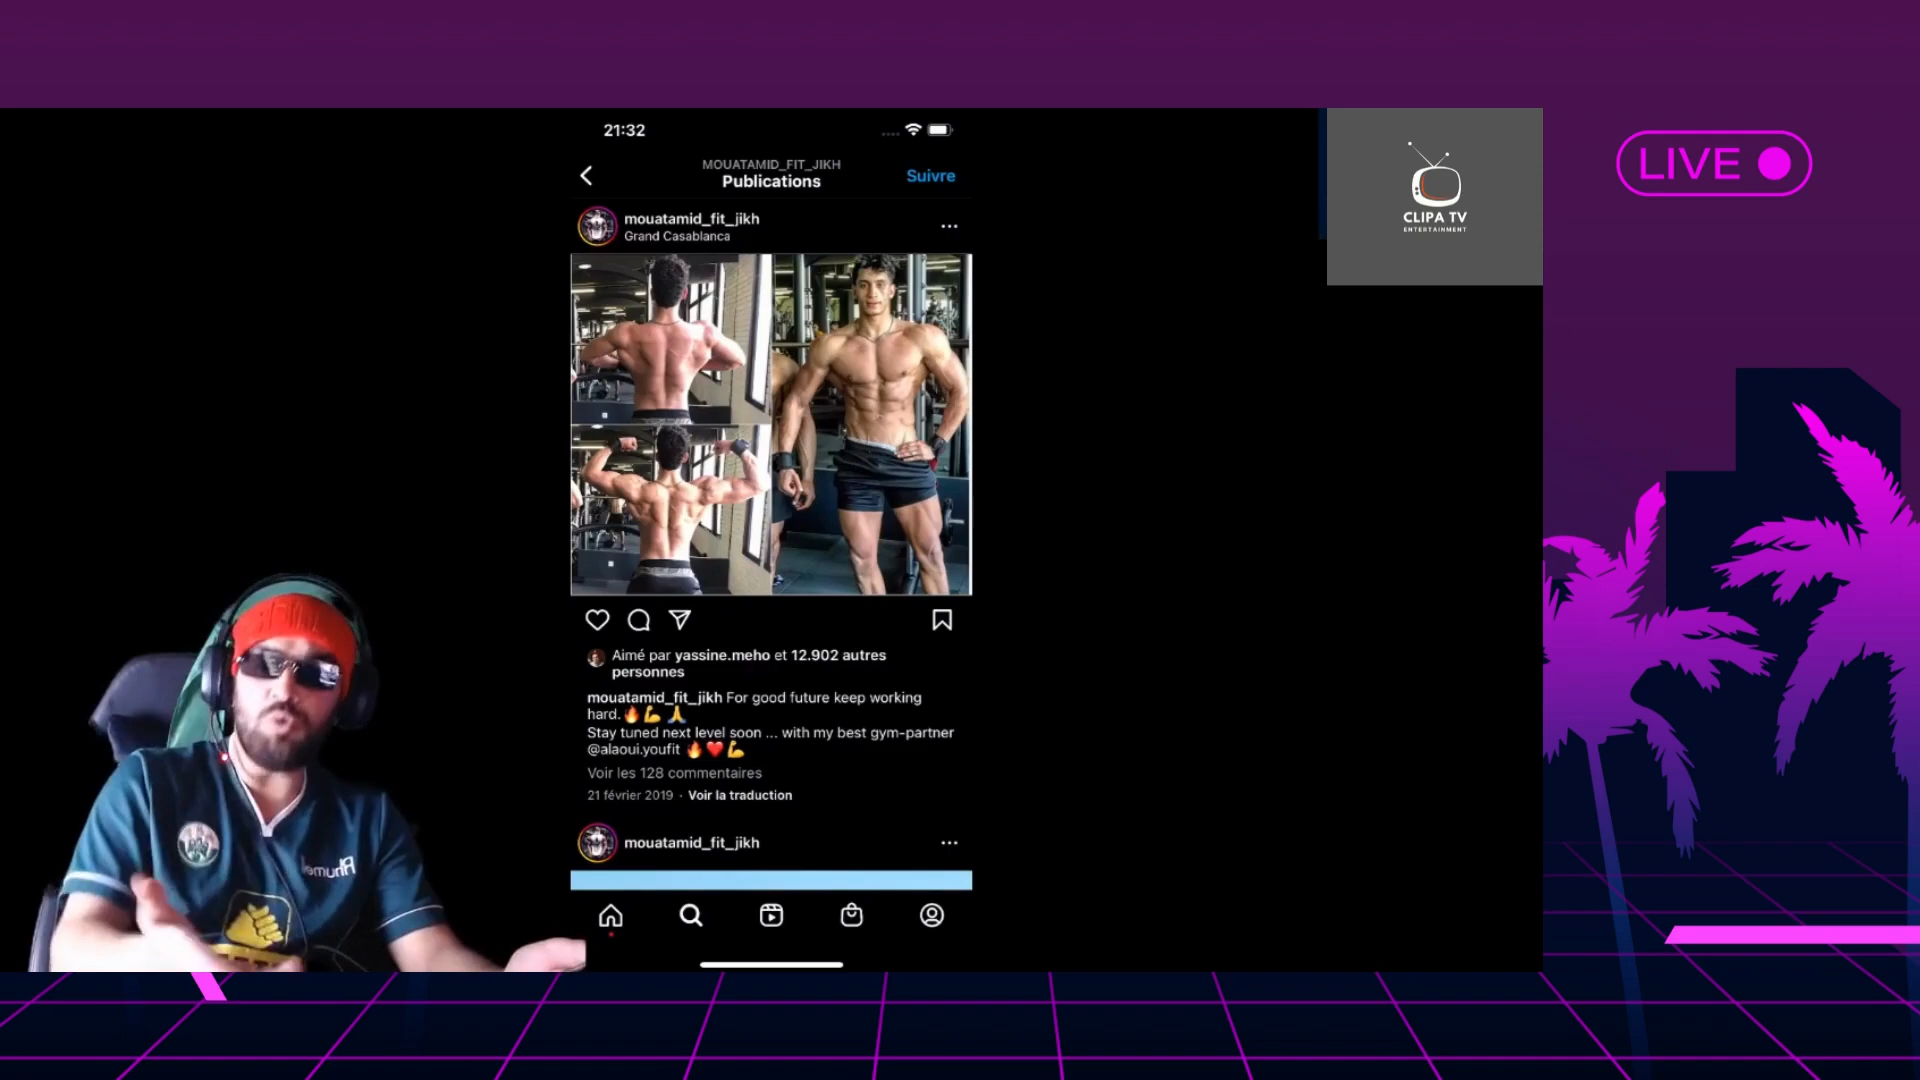 21:32
MOUATAMID_FIT_JIKH
Publications
Suivre
mouatamid_fit_jikh
Grand Casablanca
CLIPA TV
ENTERTAINMENT
LIVE
Aimé par yassine.meho et 12.902 autres
personnes
mouatamid_fit_jikh For good future keep working
hard.🔥💪🙏
Stay tuned next level soon ... with my best gym-partner
@alaoui.youfit 🔥❤️💪
Voir les 128 commentaires
21 février 2019 · Voir la traduction
mouatamid_fit_jikh